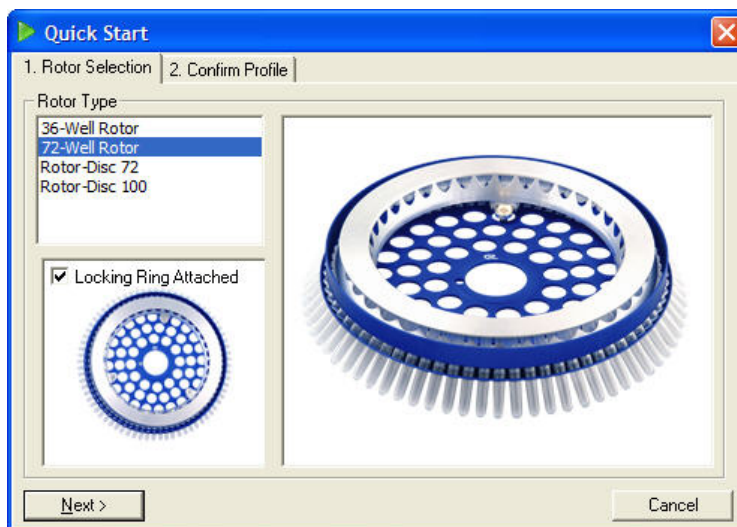 Quick Start
1. Rotor Selection
2. Confirm Profile
Rotor Type
36-Well Rotor
72-Well Rotor
Rotor-Disc 72
Rotor-Disc 100
Locking Ring Attached
Next >
Cancel